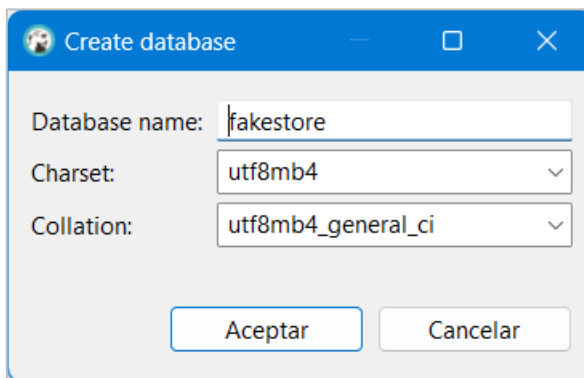 Create database
Database name: fakestore
Charset: utf8mb4
Collation: utf8mb4_general_ci
Aceptar Cancelar